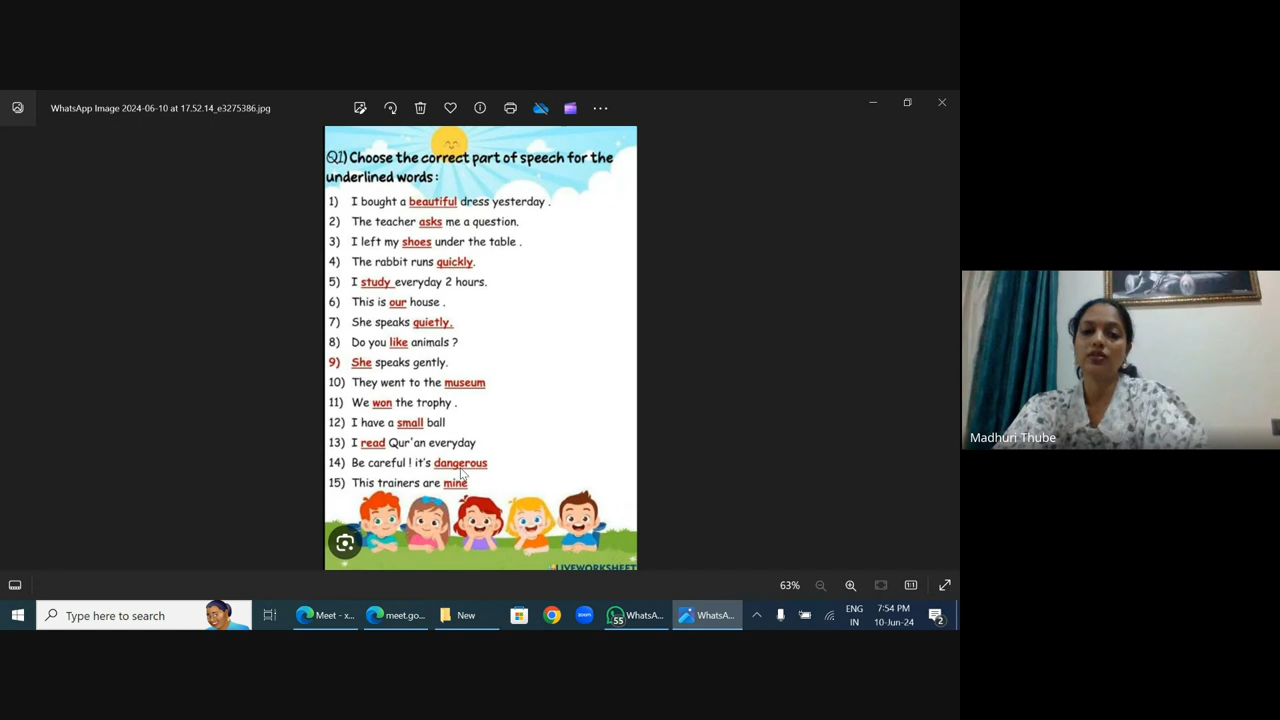 WhatsApp Image 2024-06-10 at 17.52.14_e3275386.jpg
Q1) Choose the correct part of speech for the
underlined words :
1) I bought a beautiful dress yesterday .
2) The teacher asks me a question.
3) I left my shoes under the table .
4) The rabbit runs quickly.
5) I study everyday 2 hours.
6) This is our house .
7) She speaks quietly.
8) Do you like animals ?
9) She speaks gently.
10) They went to the museum
11) We won the trophy .
12) I have a small ball
13) I read Qur'an everyday
14) Be careful ! it's dangerous
15) This trainers are mine
LIVEWORKSHEET
Madhuri Thube
63%
1:1
Type here to search
Meet - x...
meet.go...
New
zoom
55
WhatsA...
WhatsA...
ENG
IN
7:54 PM
10-Jun-24
2